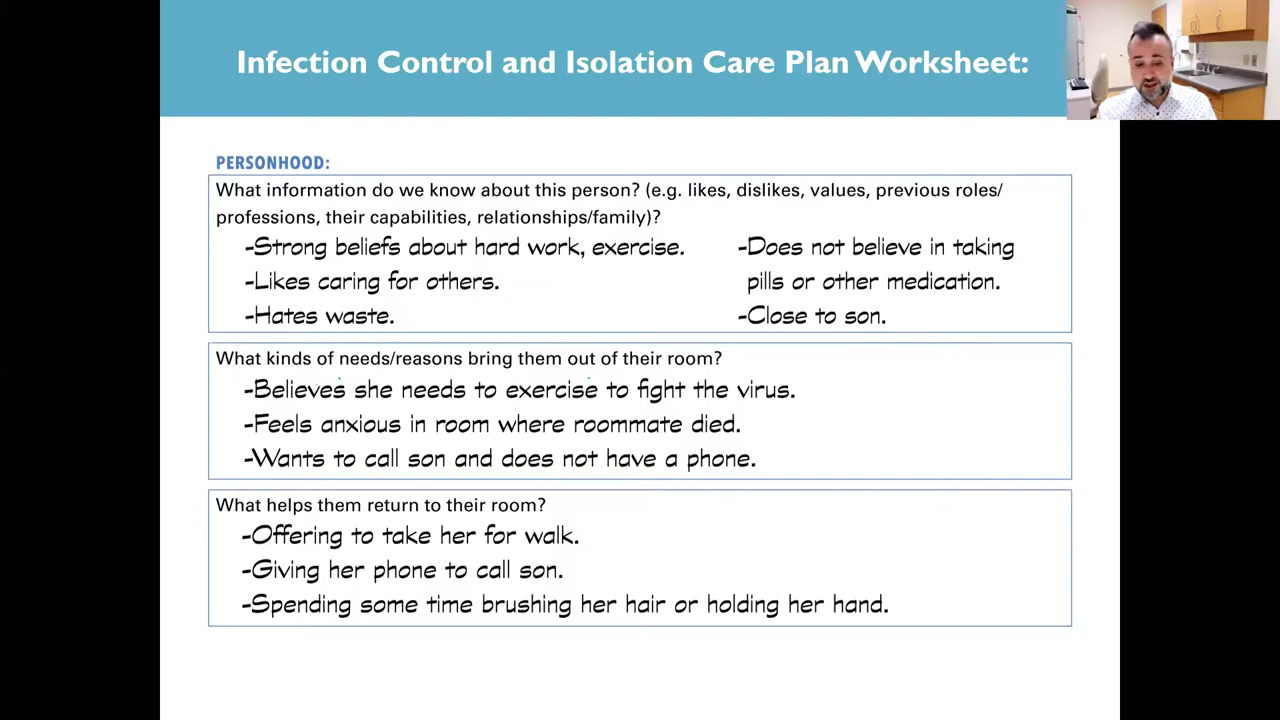 Infection Control and Isolation Care Plan Worksheet:
PERSONHOOD:
What information do we know about this person? (e.g. likes, dislikes, values, previous roles/
professions, their capabilities, relationships/family)?
-Strong beliefs about hard work, exercise.
-Likes caring for others.
-Hates waste.
-Does not believe in taking
pills or other medication.
-Close to son.
What kinds of needs/reasons bring them out of their room?
-Believes she needs to exercise to fight the virus.
-Feels anxious in room where roommate died.
-Wants to call son and does not have a phone.
What helps them return to their room?
-Offering to take her for walk.
-Giving her phone to call son.
-Spending some time brushing her hair or holding her hand.